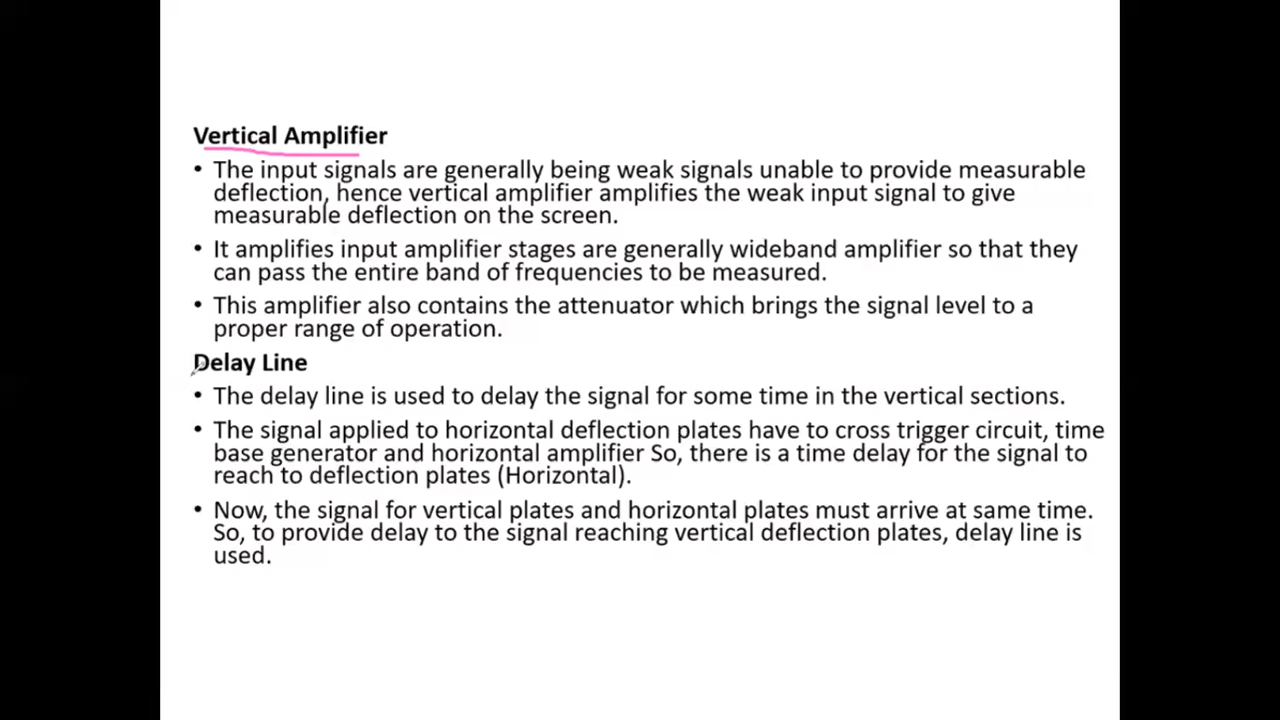 Vertical Amplifier
• The input signals are generally being weak signals unable to provide measurable
deflection, hence vertical amplifier amplifies the weak input signal to give
measurable deflection on the screen.
• It amplifies input amplifier stages are generally wideband amplifier so that they
can pass the entire band of frequencies to be measured.
• This amplifier also contains the attenuator which brings the signal level to a
proper range of operation.
Delay Line
• The delay line is used to delay the signal for some time in the vertical sections.
• The signal applied to horizontal deflection plates have to cross trigger circuit, time
base generator and horizontal amplifier So, there is a time delay for the signal to
reach to deflection plates (Horizontal).
• Now, the signal for vertical plates and horizontal plates must arrive at same time.
So, to provide delay to the signal reaching vertical deflection plates, delay line is
used.